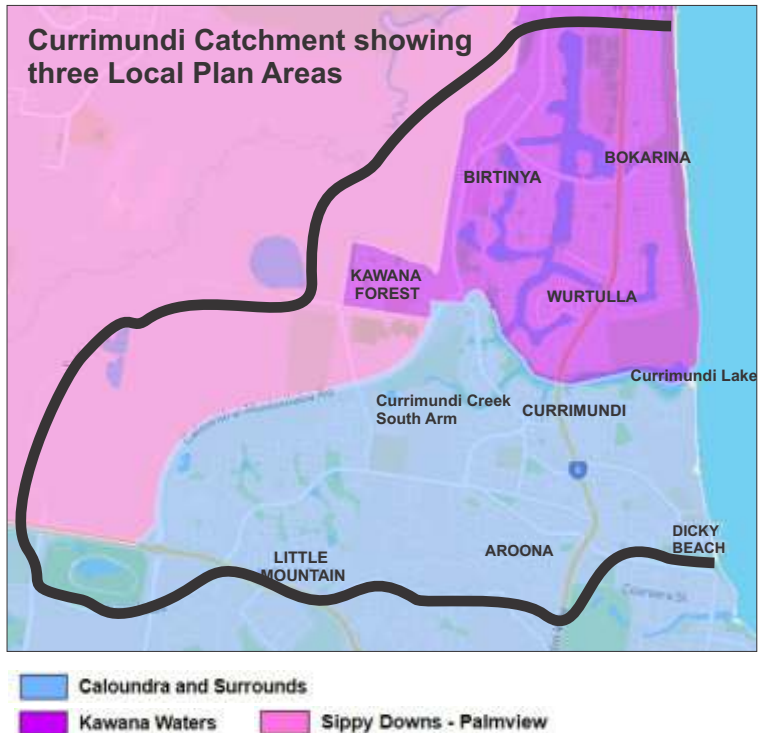 Currimundi Catchment showing
three Local Plan Areas
BOKARINA
BIRTINYA
KAWANA
FOREST
WURTULLA
Currimundi Lake
Currimundi Creek
South Arm
CURRIMUNDI
6
DICKY
BEACH
AROONA
LITTLE
MOUNTAIN
Caloundra and Surrounds
Kawana Waters
Sippy Downs - Palmview